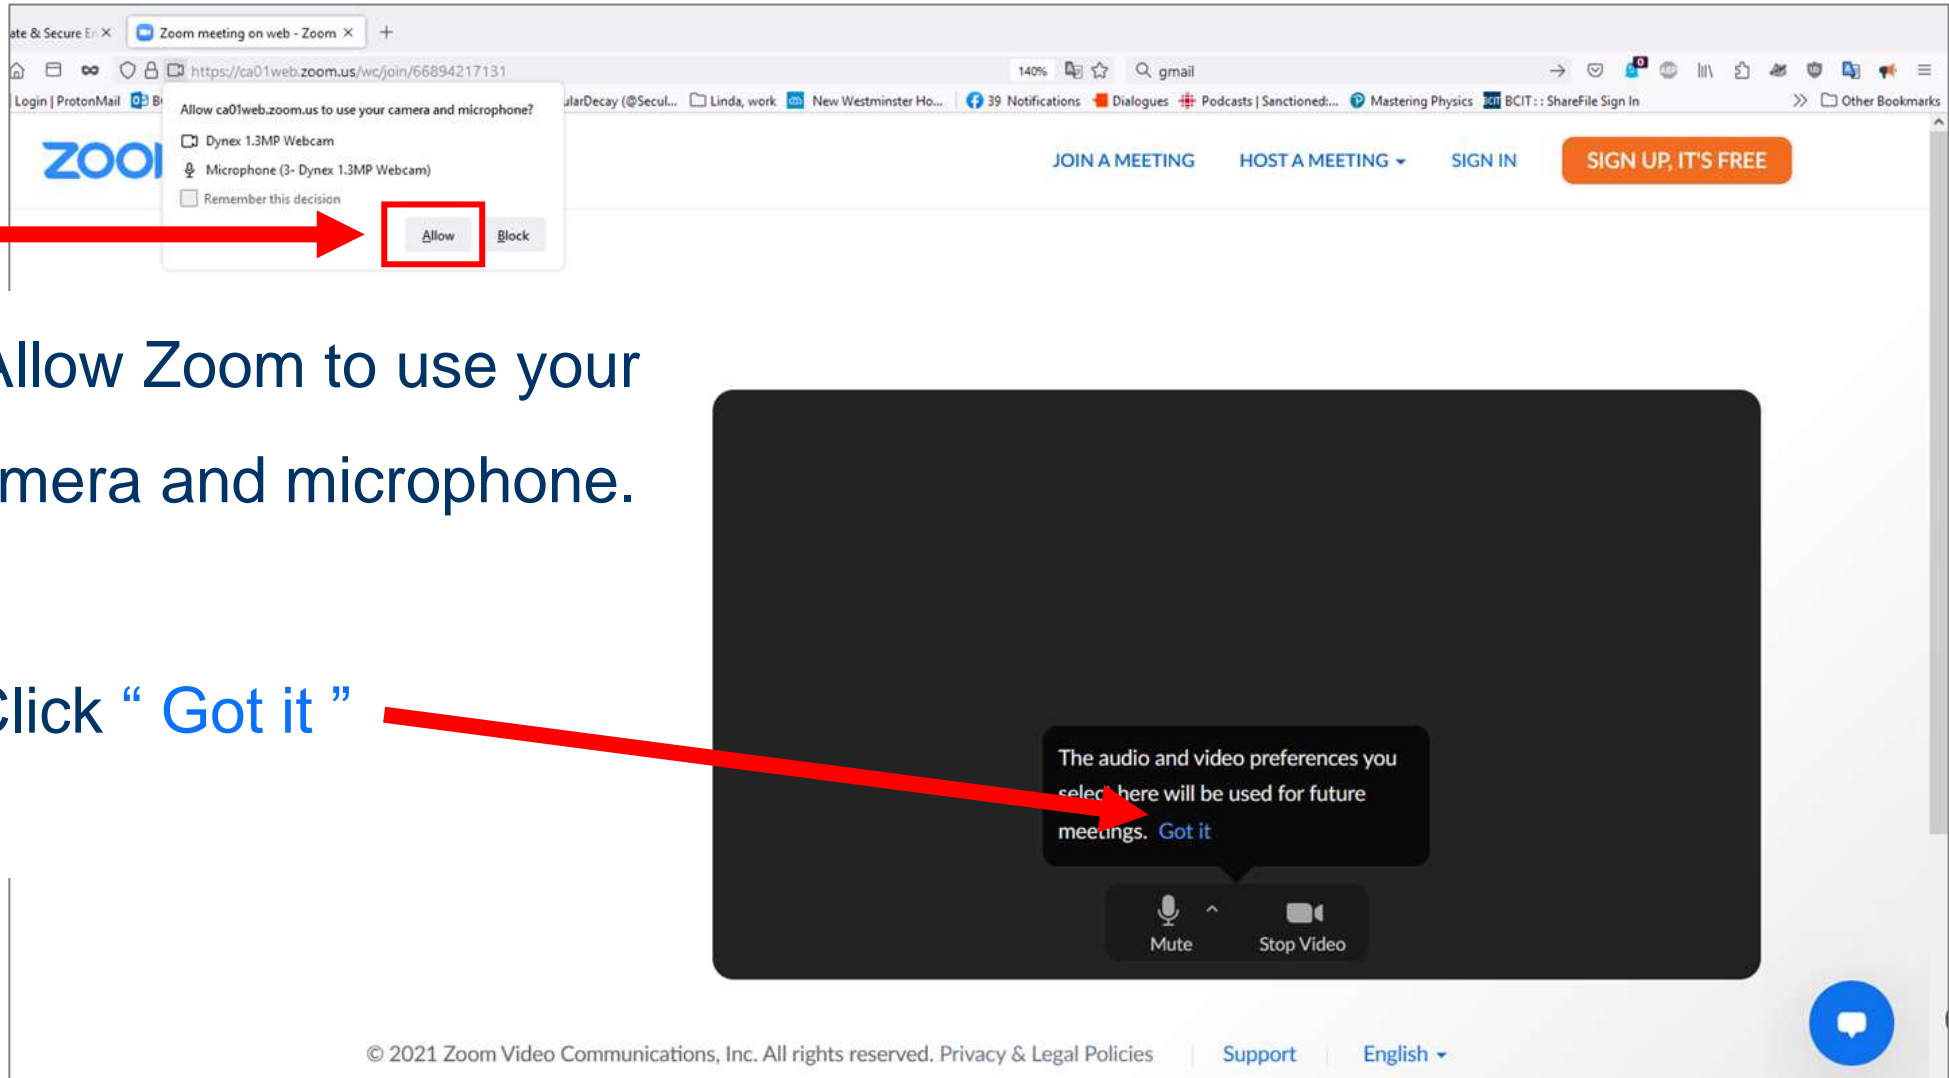 ate & Secure En
Zoom meeting on web - Zoom
https://ca01web.zoom.us/wc/join/66894217131
140%
gmail
Login | ProtonMail
ularDecay (@Secul...
Linda, work
New Westminster Ho...
39 Notifications
Dialogues
Podcasts | Sanctioned:...
Mastering Physics
BCIT : : ShareFile Sign In
Other Bookmarks
Allow ca01web.zoom.us to use your camera and microphone?
Dynex 1.3MP Webcam
Microphone (3- Dynex 1.3MP Webcam)
Remember this decision
Allow Block
JOIN A MEETING HOST A MEETING SIGN IN SIGN UP, IT'S FREE
Allow Zoom to use your
mera and microphone.
Click “ Got it ”
The audio and video preferences you
select here will be used for future
meetings. Got it
Mute Stop Video
© 2021 Zoom Video Communications, Inc. All rights reserved. Privacy & Legal Policies Support English